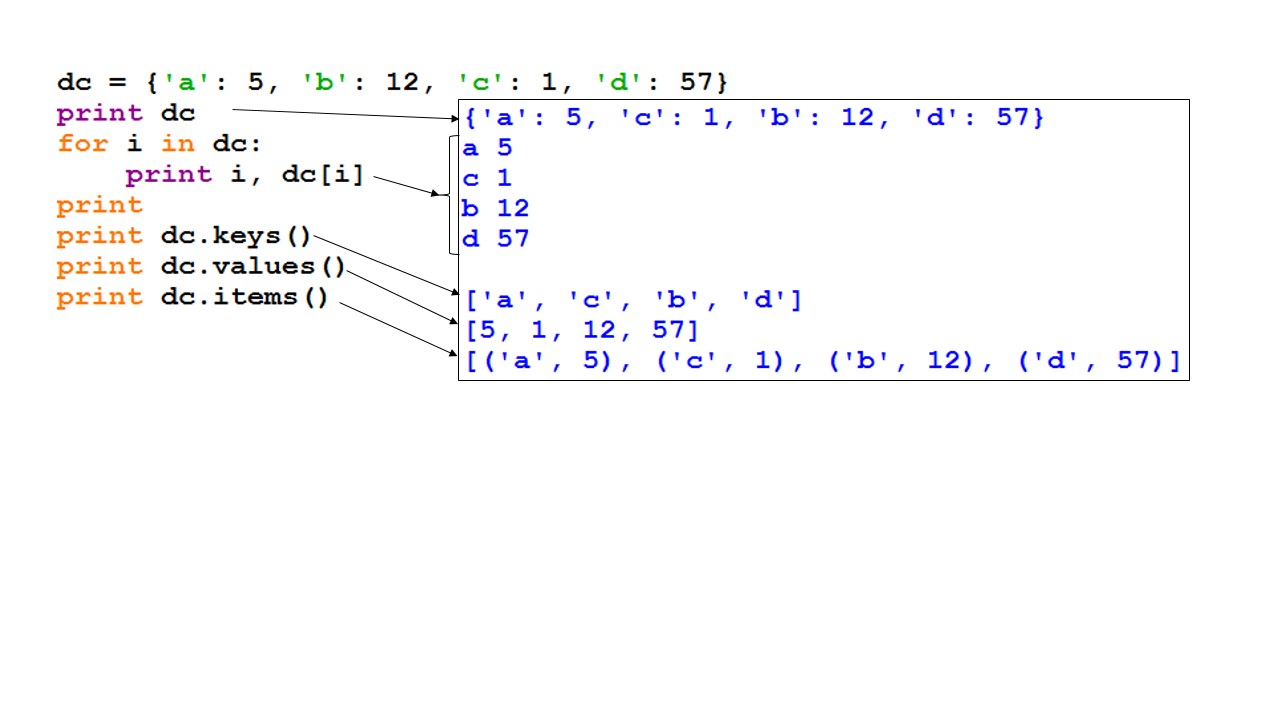 dc = {'a': 5, 'b': 12, 'c': 1, 'd': 57}
print dc
for i in dc:
    print i, dc[i]
print
print dc.keys()
print dc.values()
print dc.items()
{'a': 5, 'c': 1, 'b': 12, 'd': 57}
a 5
c 1
b 12
d 57
['a', 'c', 'b', 'd']
[5, 1, 12, 57]
[('a', 5), ('c', 1), ('b', 12), ('d', 57)]